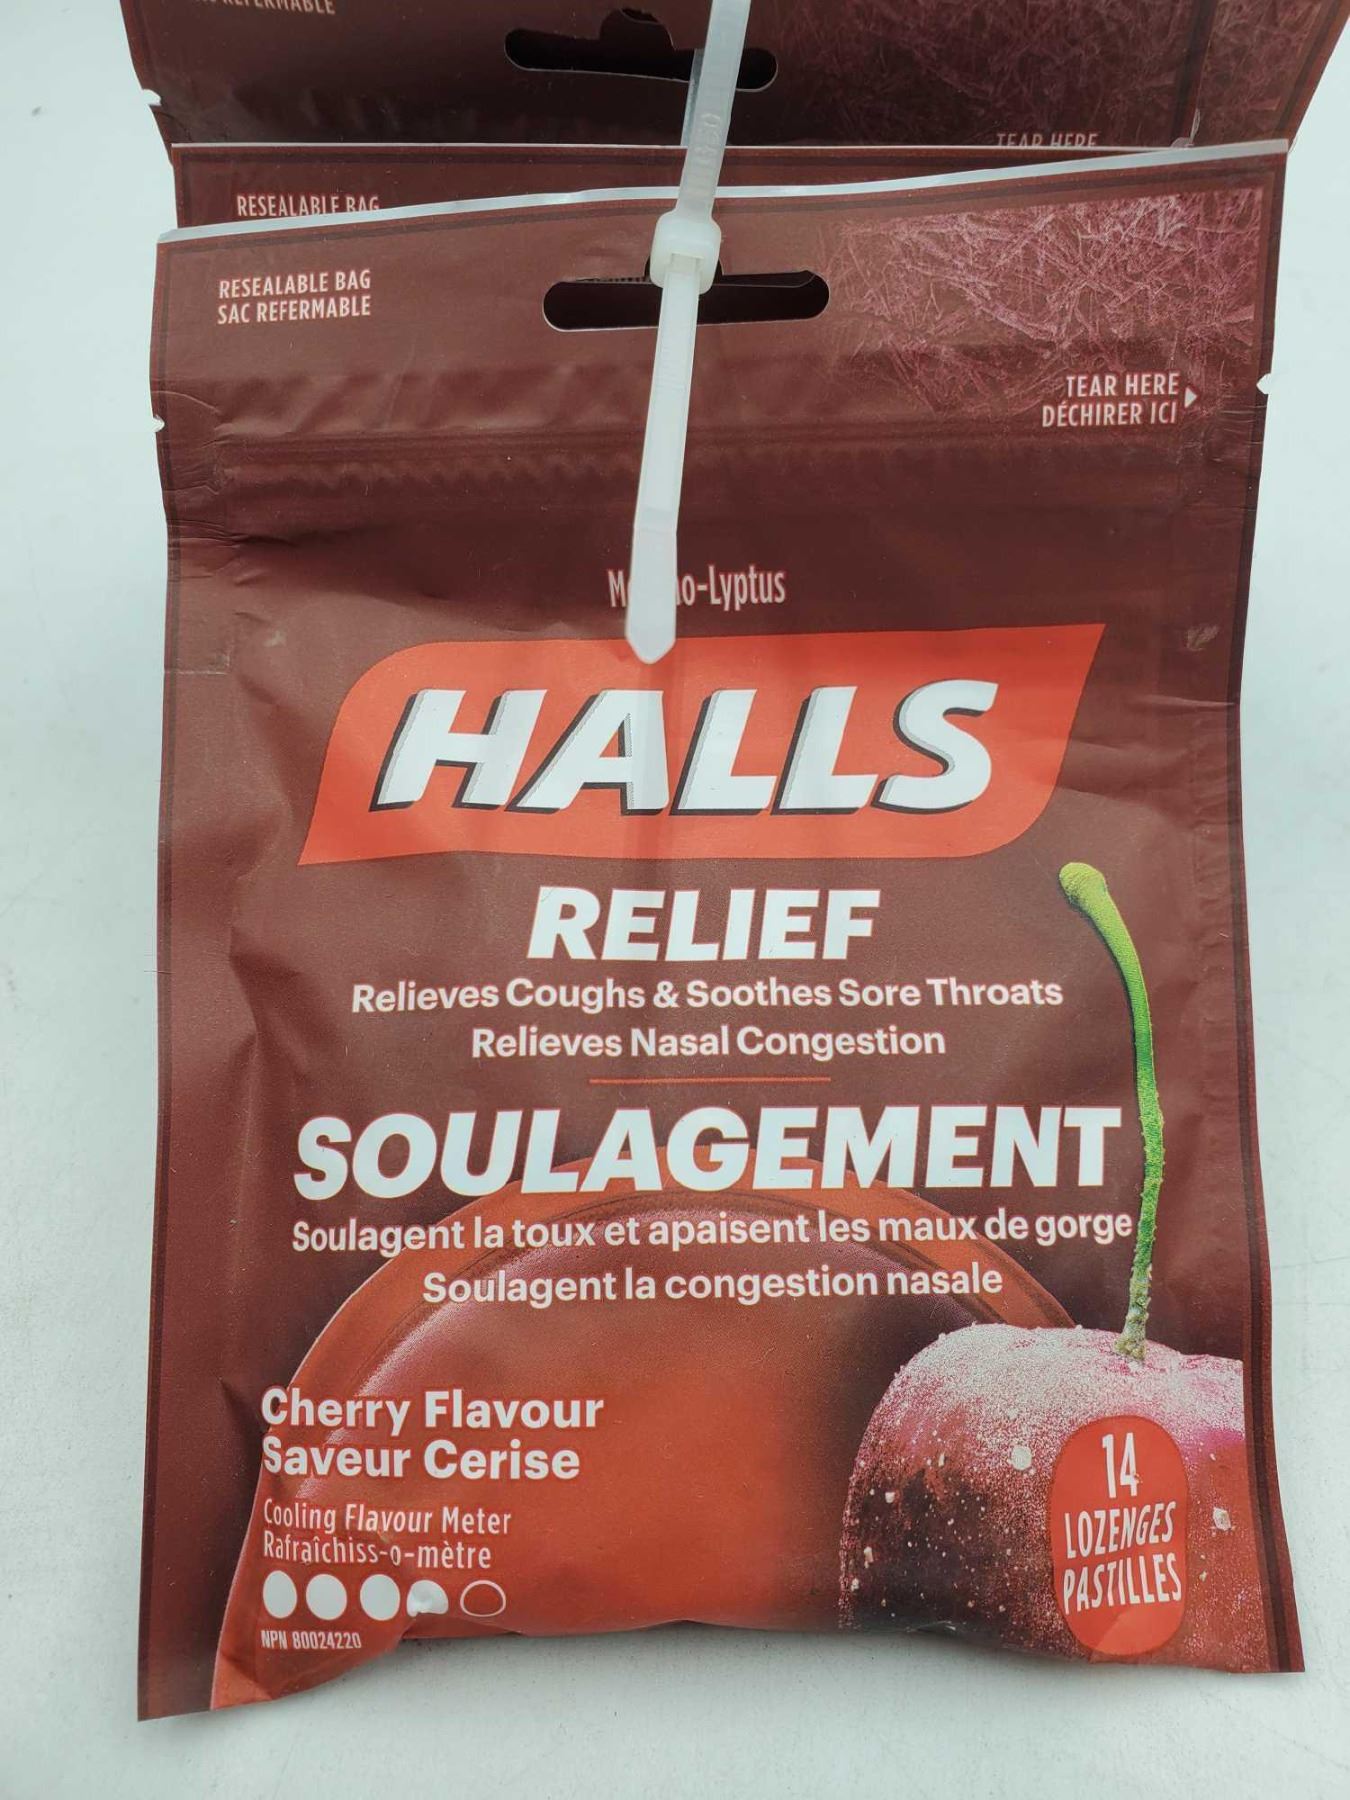 REFERMABLE
TEAR HERE
RESEALABLE BAG
RESEALABLE BAG
SAC REFERMABLE
TEAR HERE
DÉCHIRER ICI
o-Lyptus
HALLS
RELIEF
Relieves Coughs & Soothes Sore Throats
Relieves Nasal Congestion
SOULAGEMENT
Soulagent la toux et apaisent les maux de gorge
Soulagent la congestion nasale
Cherry Flavour
Saveur Cerise
Cooling Flavour Meter
Rafraîchiss-o-mètre
NPN 80024220
14
LOZENGES
PASTILLES